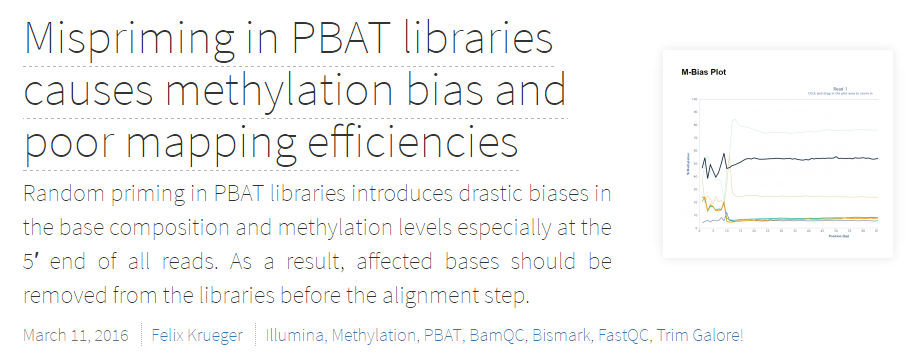 Mispriming in PBAT libraries
causes methylation bias and
poor mapping efficiencies
Random priming in PBAT libraries introduces drastic biases in
the base composition and methylation levels especially at the
5′ end of all reads. As a result, affected bases should be
removed from the libraries before the alignment step.
March 11, 2016
Felix Krueger
Illumina, Methylation, PBAT, BamQC, Bismark, FastQC, Trim Galore!
M-Bias Plot
Read 1
Click and drag in the plot area to zoom in
Position (bp)